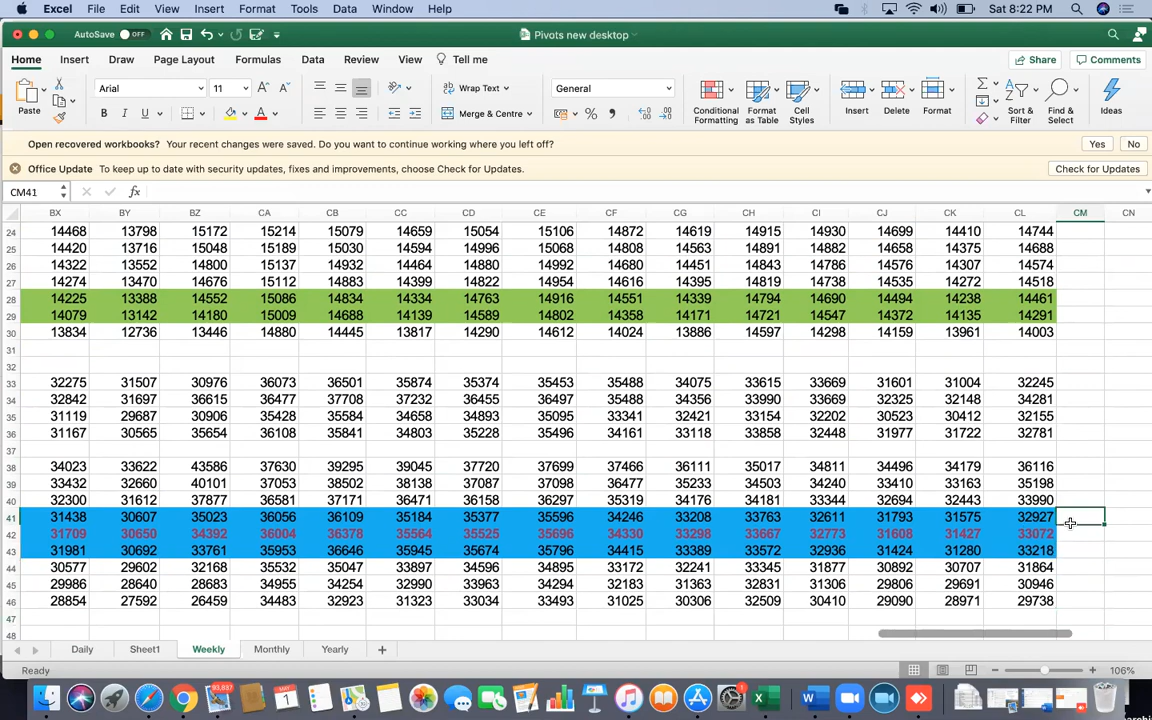 Excel File Edit View Insert Format Tools Data Window Help Sat 8:22 PM
AutoSave OFF Pivots new desktop
Home Insert Draw Page Layout Formulas Data Review View Tell me Share Comments
Arial 11 Wrap Text General
Paste B I U Merge & Centre % Conditional Formatting Format as Table Cell Styles Insert Delete Format Sort & Filter Find & Select Ideas
Open recovered workbooks? Your recent changes were saved. Do you want to continue working where you left off? Yes No
Office Update To keep up to date with security updates, fixes and improvements, choose Check for Updates. Check for Updates
CM41 fx
BX BY BZ CA CB CC CD CE CF CG CH CI CJ CK CL CM CN
24 14468 13798 15172 15214 15079 14659 15054 15106 14872 14619 14915 14930 14699 14410 14744
25 14420 13716 15048 15189 15030 14594 14996 15068 14808 14563 14891 14882 14658 14375 14688
26 14322 13552 14800 15137 14932 14464 14880 14992 14680 14451 14843 14786 14576 14307 14574
27 14274 13470 14676 15112 14883 14399 14822 14954 14616 14395 14819 14738 14535 14272 14518
28 14225 13388 14552 15086 14834 14334 14763 14916 14551 14339 14794 14690 14494 14238 14461
29 14079 13142 14180 15009 14688 14139 14589 14802 14358 14171 14721 14547 14372 14135 14291
30 13834 12736 13446 14880 14445 13817 14290 14612 14024 13886 14597 14298 14159 13961 14003
31
32
33 32275 31507 30976 36073 36501 35874 35374 35453 35488 34075 33615 33669 31601 31004 32245
34 32842 31697 36615 36477 37708 37232 36455 36497 35488 34386 33990 33669 32325 32148 34281
35 31119 29687 30906 35428 35584 34658 34893 35095 33341 32421 33154 32202 30523 30412 32155
36 31167 30565 35654 36108 35841 34803 35228 35496 34161 33118 33858 32448 31977 31722 32781
37
38 34023 33622 43586 37630 39295 39045 37720 37699 37466 36111 35017 34811 34496 34179 36116
39 33432 32660 40101 37053 38502 38138 37087 37098 36477 35233 34503 34240 33410 33163 35198
40 32300 31612 37877 36581 37171 36471 36158 36297 35319 34176 34181 33344 32694 32443 33990
41 31438 30607 35023 36056 36109 35184 35377 35596 34246 33208 33763 32611 31793 31575 32927
42 31709 30650 34392 36004 36378 35564 35525 35696 34330 33298 33667 32773 31608 31427 33072
43 31981 30692 33761 35953 36646 35945 35674 35796 34415 33389 33572 32936 31424 31280 33218
44 30577 29602 32168 35532 35047 33897 34596 34895 33172 32241 33345 31877 30892 30707 31864
45 29986 28640 28683 34955 34254 32990 33963 34294 32183 31363 32831 31306 29806 29691 30946
46 28854 27592 26459 34483 32923 31323 33034 33493 31025 30306 32509 30410 29090 28971 29738
47
48
Daily Sheet1 Weekly Monthly Yearly +
Ready 106%